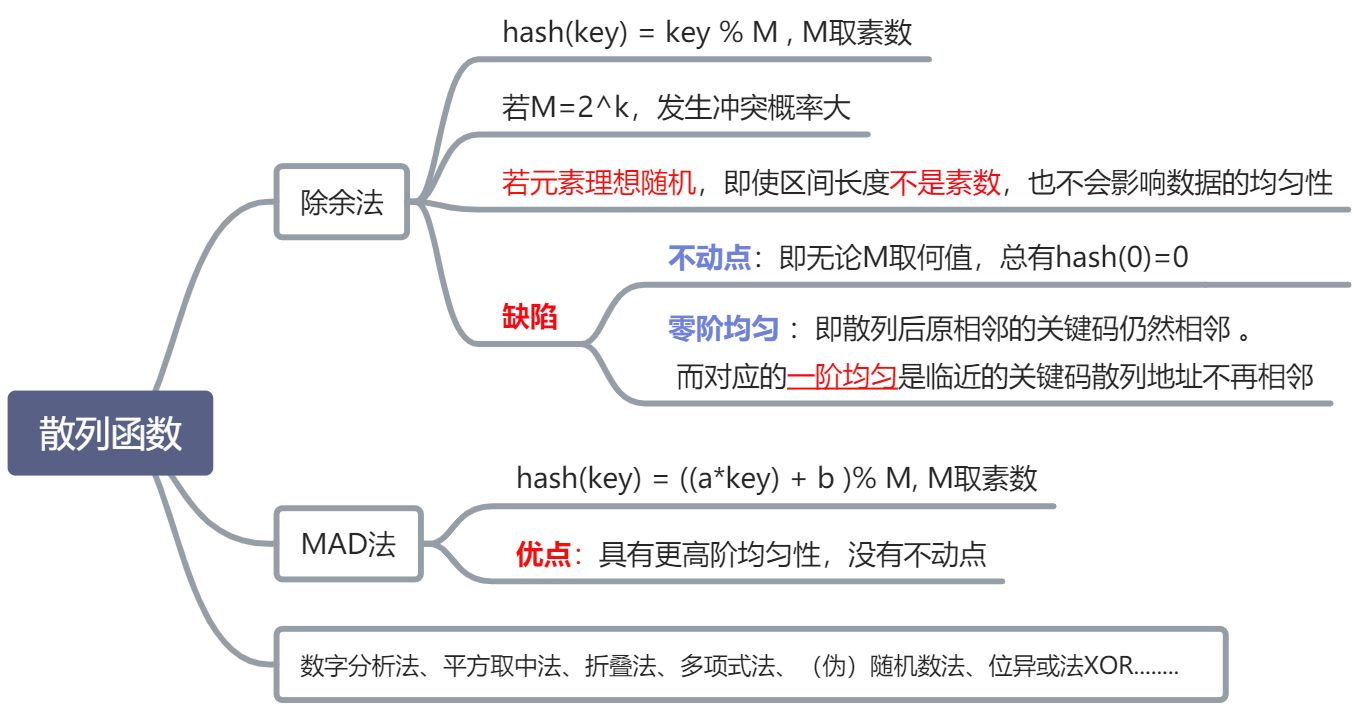 散列函数
除余法
hash(key) = key % M , M取素数
若M=2^k，发生冲突概率大
若元素理想随机，即使区间长度不是素数，也不会影响数据的均匀性
缺陷
不动点：即无论M取何值，总有hash(0)=0
零阶均匀 ：即散列后原相邻的关键码仍然相邻 。
而对应的一阶均匀是临近的关键码散列地址不再相邻
MAD法
hash(key) = ((a*key) + b )% M, M取素数
优点：具有更高阶均匀性，没有不动点
数字分析法、平方取中法、折叠法、多项式法、（伪）随机数法、位异或法XOR........